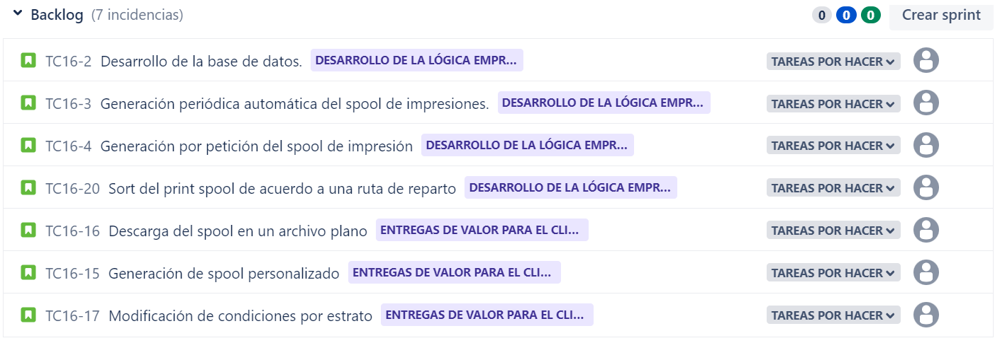 Backlog (7 incidencias) 0 0 0 Crear sprint
TC16-2 Desarrollo de la base de datos. DESARROLLO DE LA LÓGICA EMPR... TAREAS POR HACER
TC16-3 Generación periódica automática del spool de impresiones. DESARROLLO DE LA LÓGICA EMPR... TAREAS POR HACER
TC16-4 Generación por petición del spool de impresión DESARROLLO DE LA LÓGICA EMPR... TAREAS POR HACER
TC16-20 Sort del print spool de acuerdo a una ruta de reparto DESARROLLO DE LA LÓGICA EMPR... TAREAS POR HACER
TC16-16 Descarga del spool en un archivo plano ENTREGAS DE VALOR PARA EL CLI... TAREAS POR HACER
TC16-15 Generación de spool personalizado ENTREGAS DE VALOR PARA EL CLI... TAREAS POR HACER
TC16-17 Modificación de condiciones por estrato ENTREGAS DE VALOR PARA EL CLI... TAREAS POR HACER